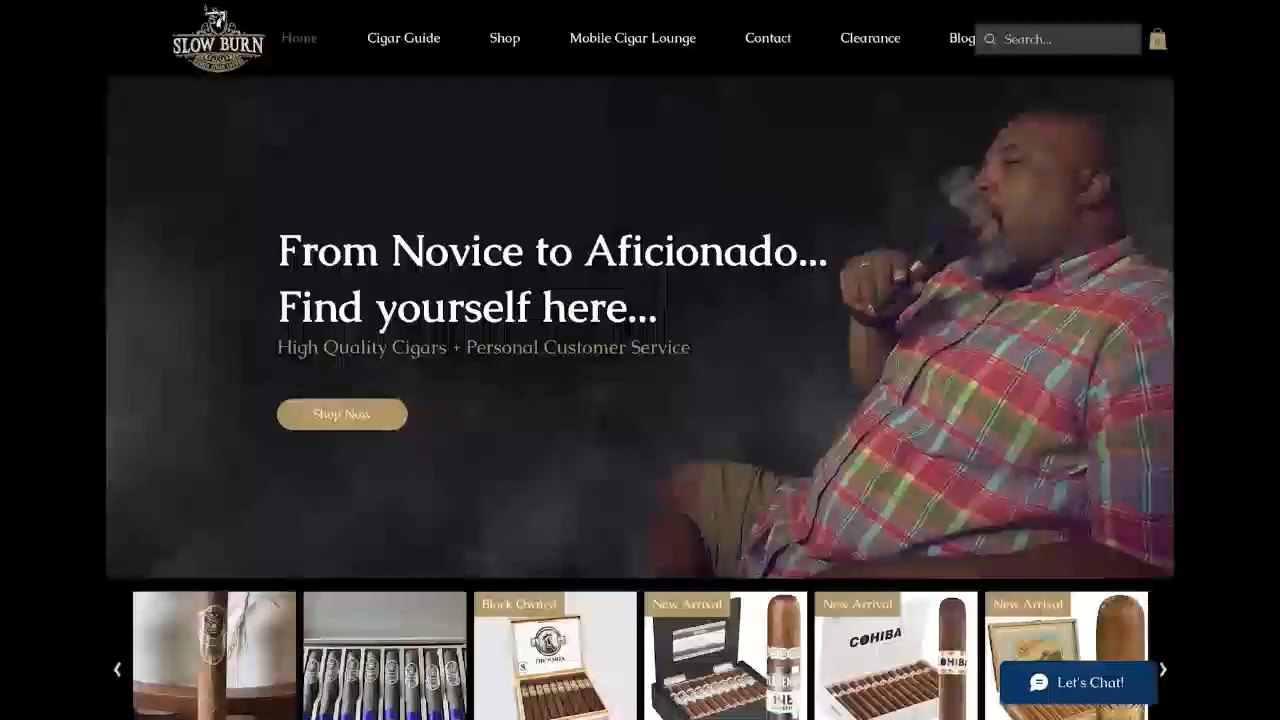 SLOW BURN
Home
Cigar Guide
Shop
Mobile Cigar Lounge
Contact
Clearance
Blog
Search...
From Novice to Aficionado...
Find yourself here...
High Quality Cigars + Personal Customer Service
Shop Now
Black Owned
New Arrival
New Arrival
New Arrival
COHIBA
Let's Chat!